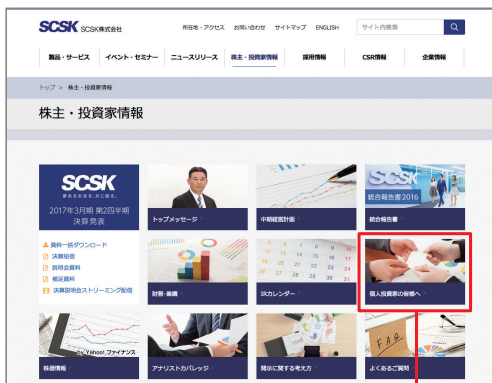 SCSK SCSK株式会社
所在地・アクセス お問い合わせ サイトマップ ENGLISH サイト内検索
製品・サービス イベント・セミナー ニュースリリース 株主・投資家情報 採用情報 CSR情報 企業情報
トップ > 株主・投資家情報
株主・投資家情報
SCSK
夢ある未来を、共に創る。
2017年3月期 第2四半期
決算発表
資料一括ダウンロード
決算短信
説明会資料
補足資料
決算説明会ストリーミング配信
トップメッセージ
中期経営計画
SCSK
統合報告書 2016
統合報告書
財務・業績
IRカレンダー
個人投資家の皆様へ
by Yahoo!ファイナンス
株価情報
アナリストカバレッジ
開示に関する考え方
FAQ
よくあるご質問